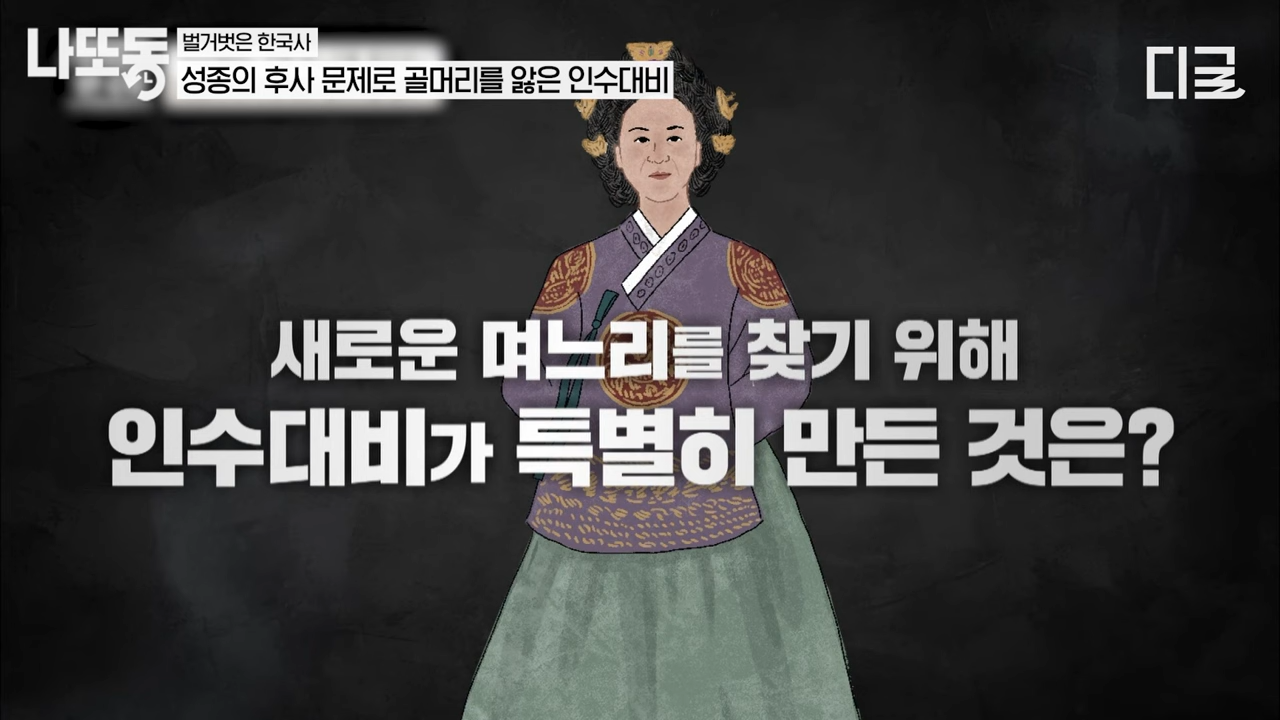 나또동
벌거벗은 한국사
성종의 후사 문제로 골머리를 앓은 인수대비
디글
새로운 며느리를 찾기 위해
인수대비가 특별히 만든 것은?